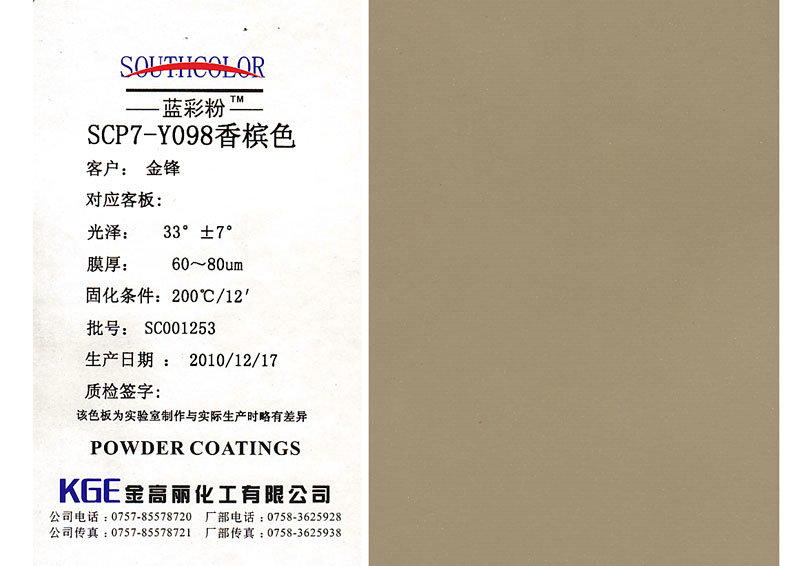 SOUTHCOLOR
蓝彩粉™
SCP7-Y098香槟色
客户: 金锋
对应客板:
光泽: 33°±7°
膜厚: 60～80um
固化条件: 200℃/12′
批号: SC001253
生产日期 : 2010/12/17
质检签字:
该色板为实验室制作与实际生产时略有差异
POWDER COATINGS
KGE 金高丽化工有限公司
公司电话:0757-85578720 厂部电话:0758-3625928
公司传真:0757-85578721 厂部传真:0758-3625938